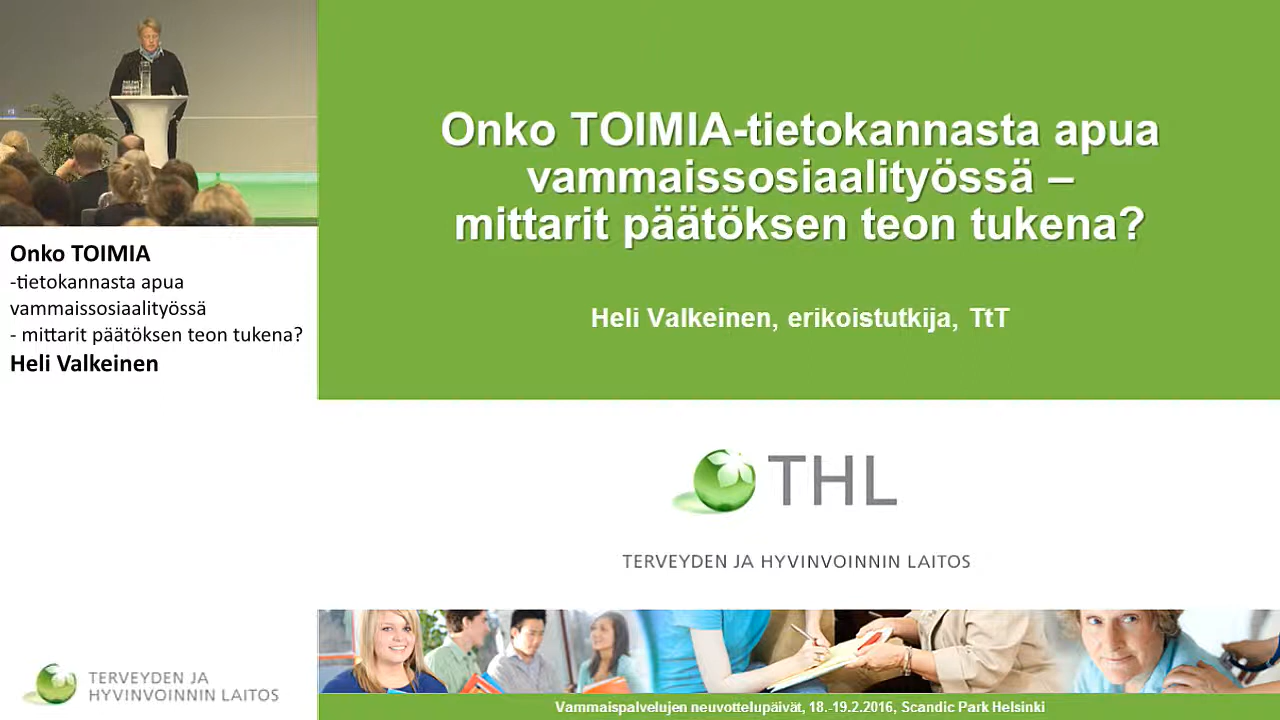 Onko TOIMIA
-tietokannasta apua
vammaissosiaalityössä
- mittarit päätöksen teon tukena?
Heli Valkeinen
TERVEYDEN JA
HYVINVOINNIN LAITOS
Onko TOIMIA-tietokannasta apua
vammaissosiaalityössä –
mittarit päätöksen teon tukena?
Heli Valkeinen, erikoistutkija, TtT
THL
TERVEYDEN JA HYVINVOINNIN LAITOS
Vammaispalvelujen neuvottelupäivät, 18.-19.2.2016, Scandic Park Helsinki